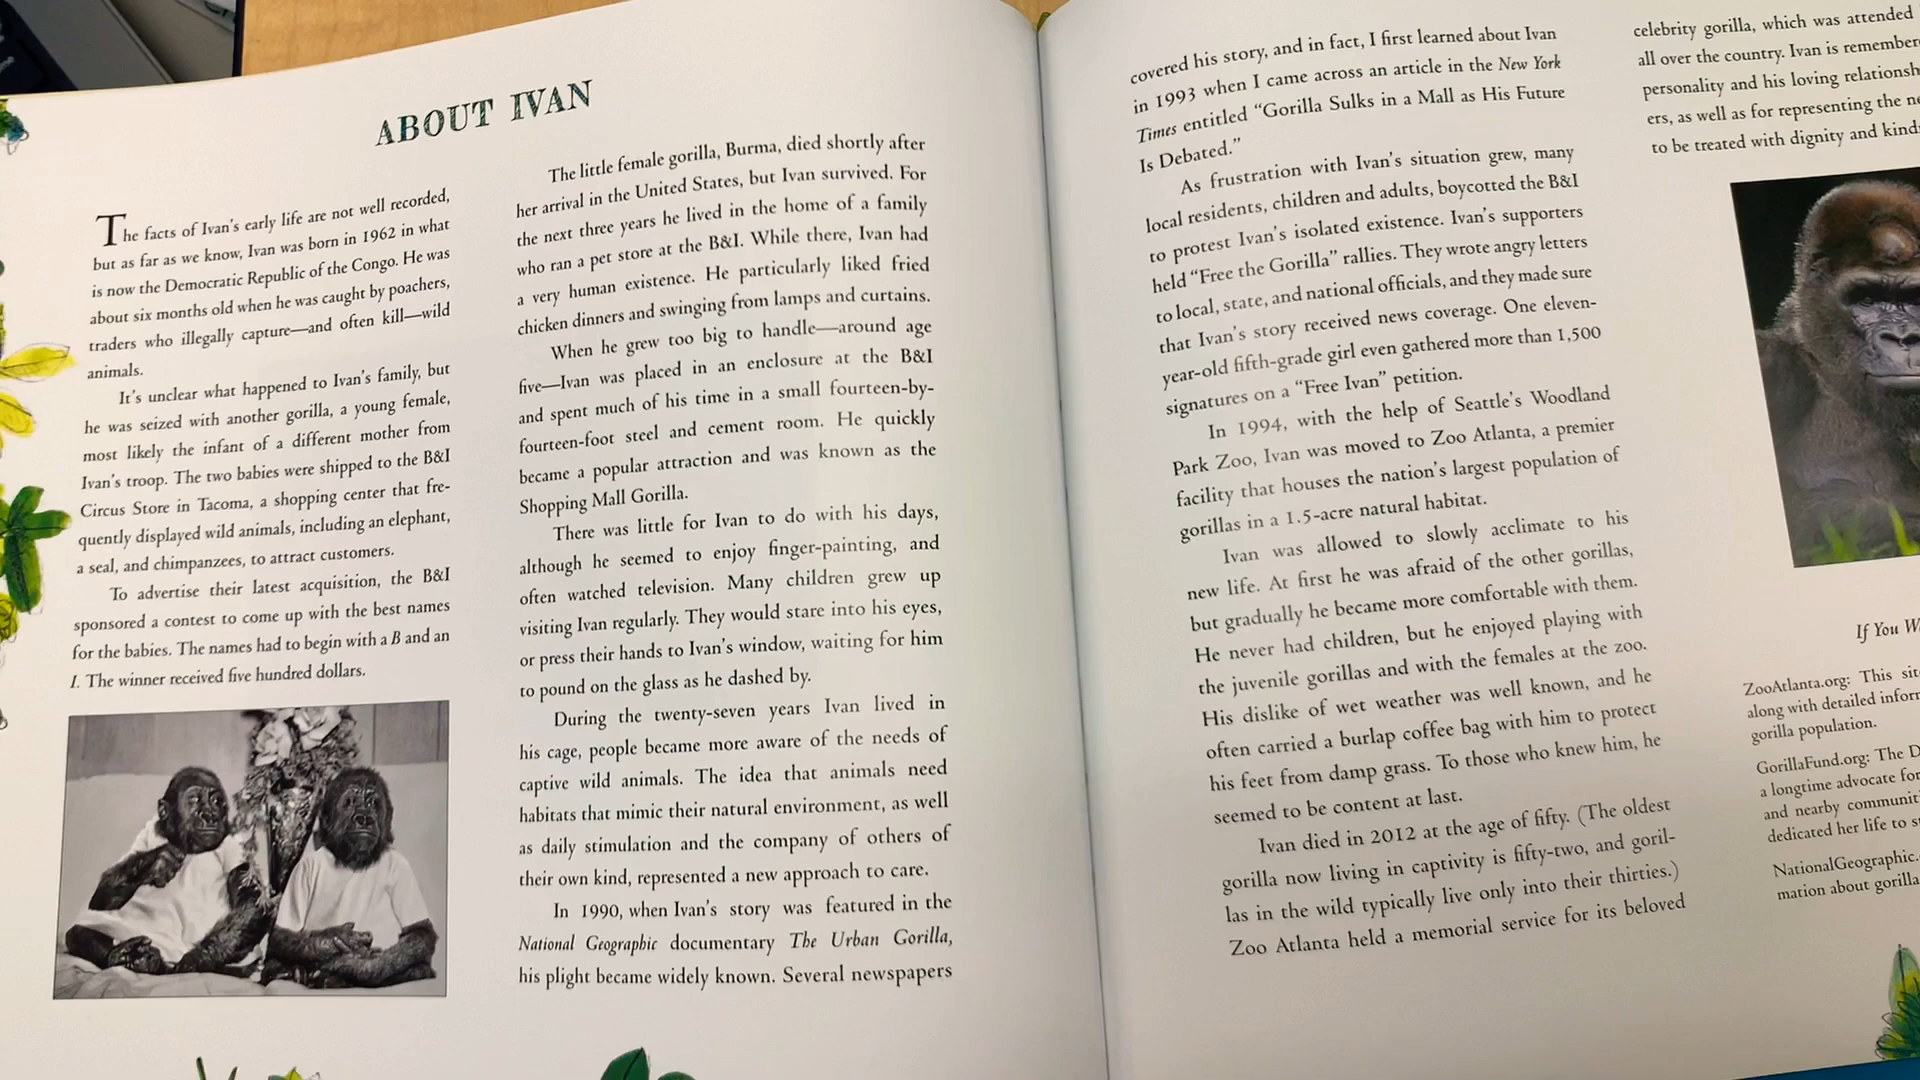 ABOUT IVAN
The facts of Ivan's early life are not well recorded,
but as far as we know, Ivan was born in 1962 in what
is now the Democratic Republic of the Congo. He was
about six months old when he was caught by poachers,
traders who illegally capture—and often kill—wild
animals.
It's unclear what happened to Ivan's family, but
he was seized with another gorilla, a young female,
most likely the infant of a different mother from
Ivan's troop. The two babies were shipped to the B&I
Circus Store in Tacoma, a shopping center that fre-
quently displayed wild animals, including an elephant,
a seal, and chimpanzees, to attract customers.
To advertise their latest acquisition, the B&I
sponsored a contest to come up with the best names
for the babies. The names had to begin with a B and an
I. The winner received five hundred dollars.
The little female gorilla, Burma, died shortly after
her arrival in the United States, but Ivan survived. For
the next three years he lived in the home of a family
who ran a pet store at the B&I. While there, Ivan had
a very human existence. He particularly liked fried
chicken dinners and swinging from lamps and curtains.
When he grew too big to handle—around age
five—Ivan was placed in an enclosure at the B&I
and spent much of his time in a small fourteen-by-
fourteen-foot steel and cement room. He quickly
became a popular attraction and was known as the
Shopping Mall Gorilla.
There was little for Ivan to do with his days,
although he seemed to enjoy finger-painting, and
often watched television. Many children grew up
visiting Ivan regularly. They would stare into his eyes,
or press their hands to Ivan's window, waiting for him
to pound on the glass as he dashed by.
During the twenty-seven years Ivan lived in
his cage, people became more aware of the needs of
captive wild animals. The idea that animals need
habitats that mimic their natural environment, as well
as daily stimulation and the company of others of
their own kind, represented a new approach to care.
In 1990, when Ivan's story was featured in the
National Geographic documentary The Urban Gorilla,
his plight became widely known. Several newspapers
covered his story, and in fact, I first learned about Ivan
in 1993 when I came across an article in the New York
Times entitled "Gorilla Sulks in a Mall as His Future
Is Debated."
As frustration with Ivan's situation grew, many
local residents, children and adults, boycotted the B&I
to protest Ivan's isolated existence. Ivan's supporters
held "Free the Gorilla" rallies. They wrote angry letters
to local, state, and national officials, and they made sure
that Ivan's story received news coverage. One eleven-
year-old fifth-grade girl even gathered more than 1,500
signatures on a "Free Ivan" petition.
In 1994, with the help of Seattle's Woodland
Park Zoo, Ivan was moved to Zoo Atlanta, a premier
facility that houses the nation's largest population of
gorillas in a 1.5-acre natural habitat.
Ivan was allowed to slowly acclimate to his
new life. At first he was afraid of the other gorillas,
but gradually he became more comfortable with them.
He never had children, but he enjoyed playing with
the juvenile gorillas and with the females at the zoo.
His dislike of wet weather was well known, and he
often carried a burlap coffee bag with him to protect
his feet from damp grass. To those who knew him, he
seemed to be content at last.
Ivan died in 2012 at the age of fifty. (The oldest
gorilla now living in captivity is fifty-two, and goril-
las in the wild typically live only into their thirties.)
Zoo Atlanta held a memorial service for its beloved
celebrity gorilla, which was attended
all over the country. Ivan is remember
personality and his loving relationsh
ers, as well as for representing the ne
to be treated with dignity and kind
If You W
ZooAtlanta.org: This sit
along with detailed inform
gorilla population.
GorillaFund.org: The D
a longtime advocate for
and nearby communit
dedicated her life to s
NationalGeographic.
mation about gorilla